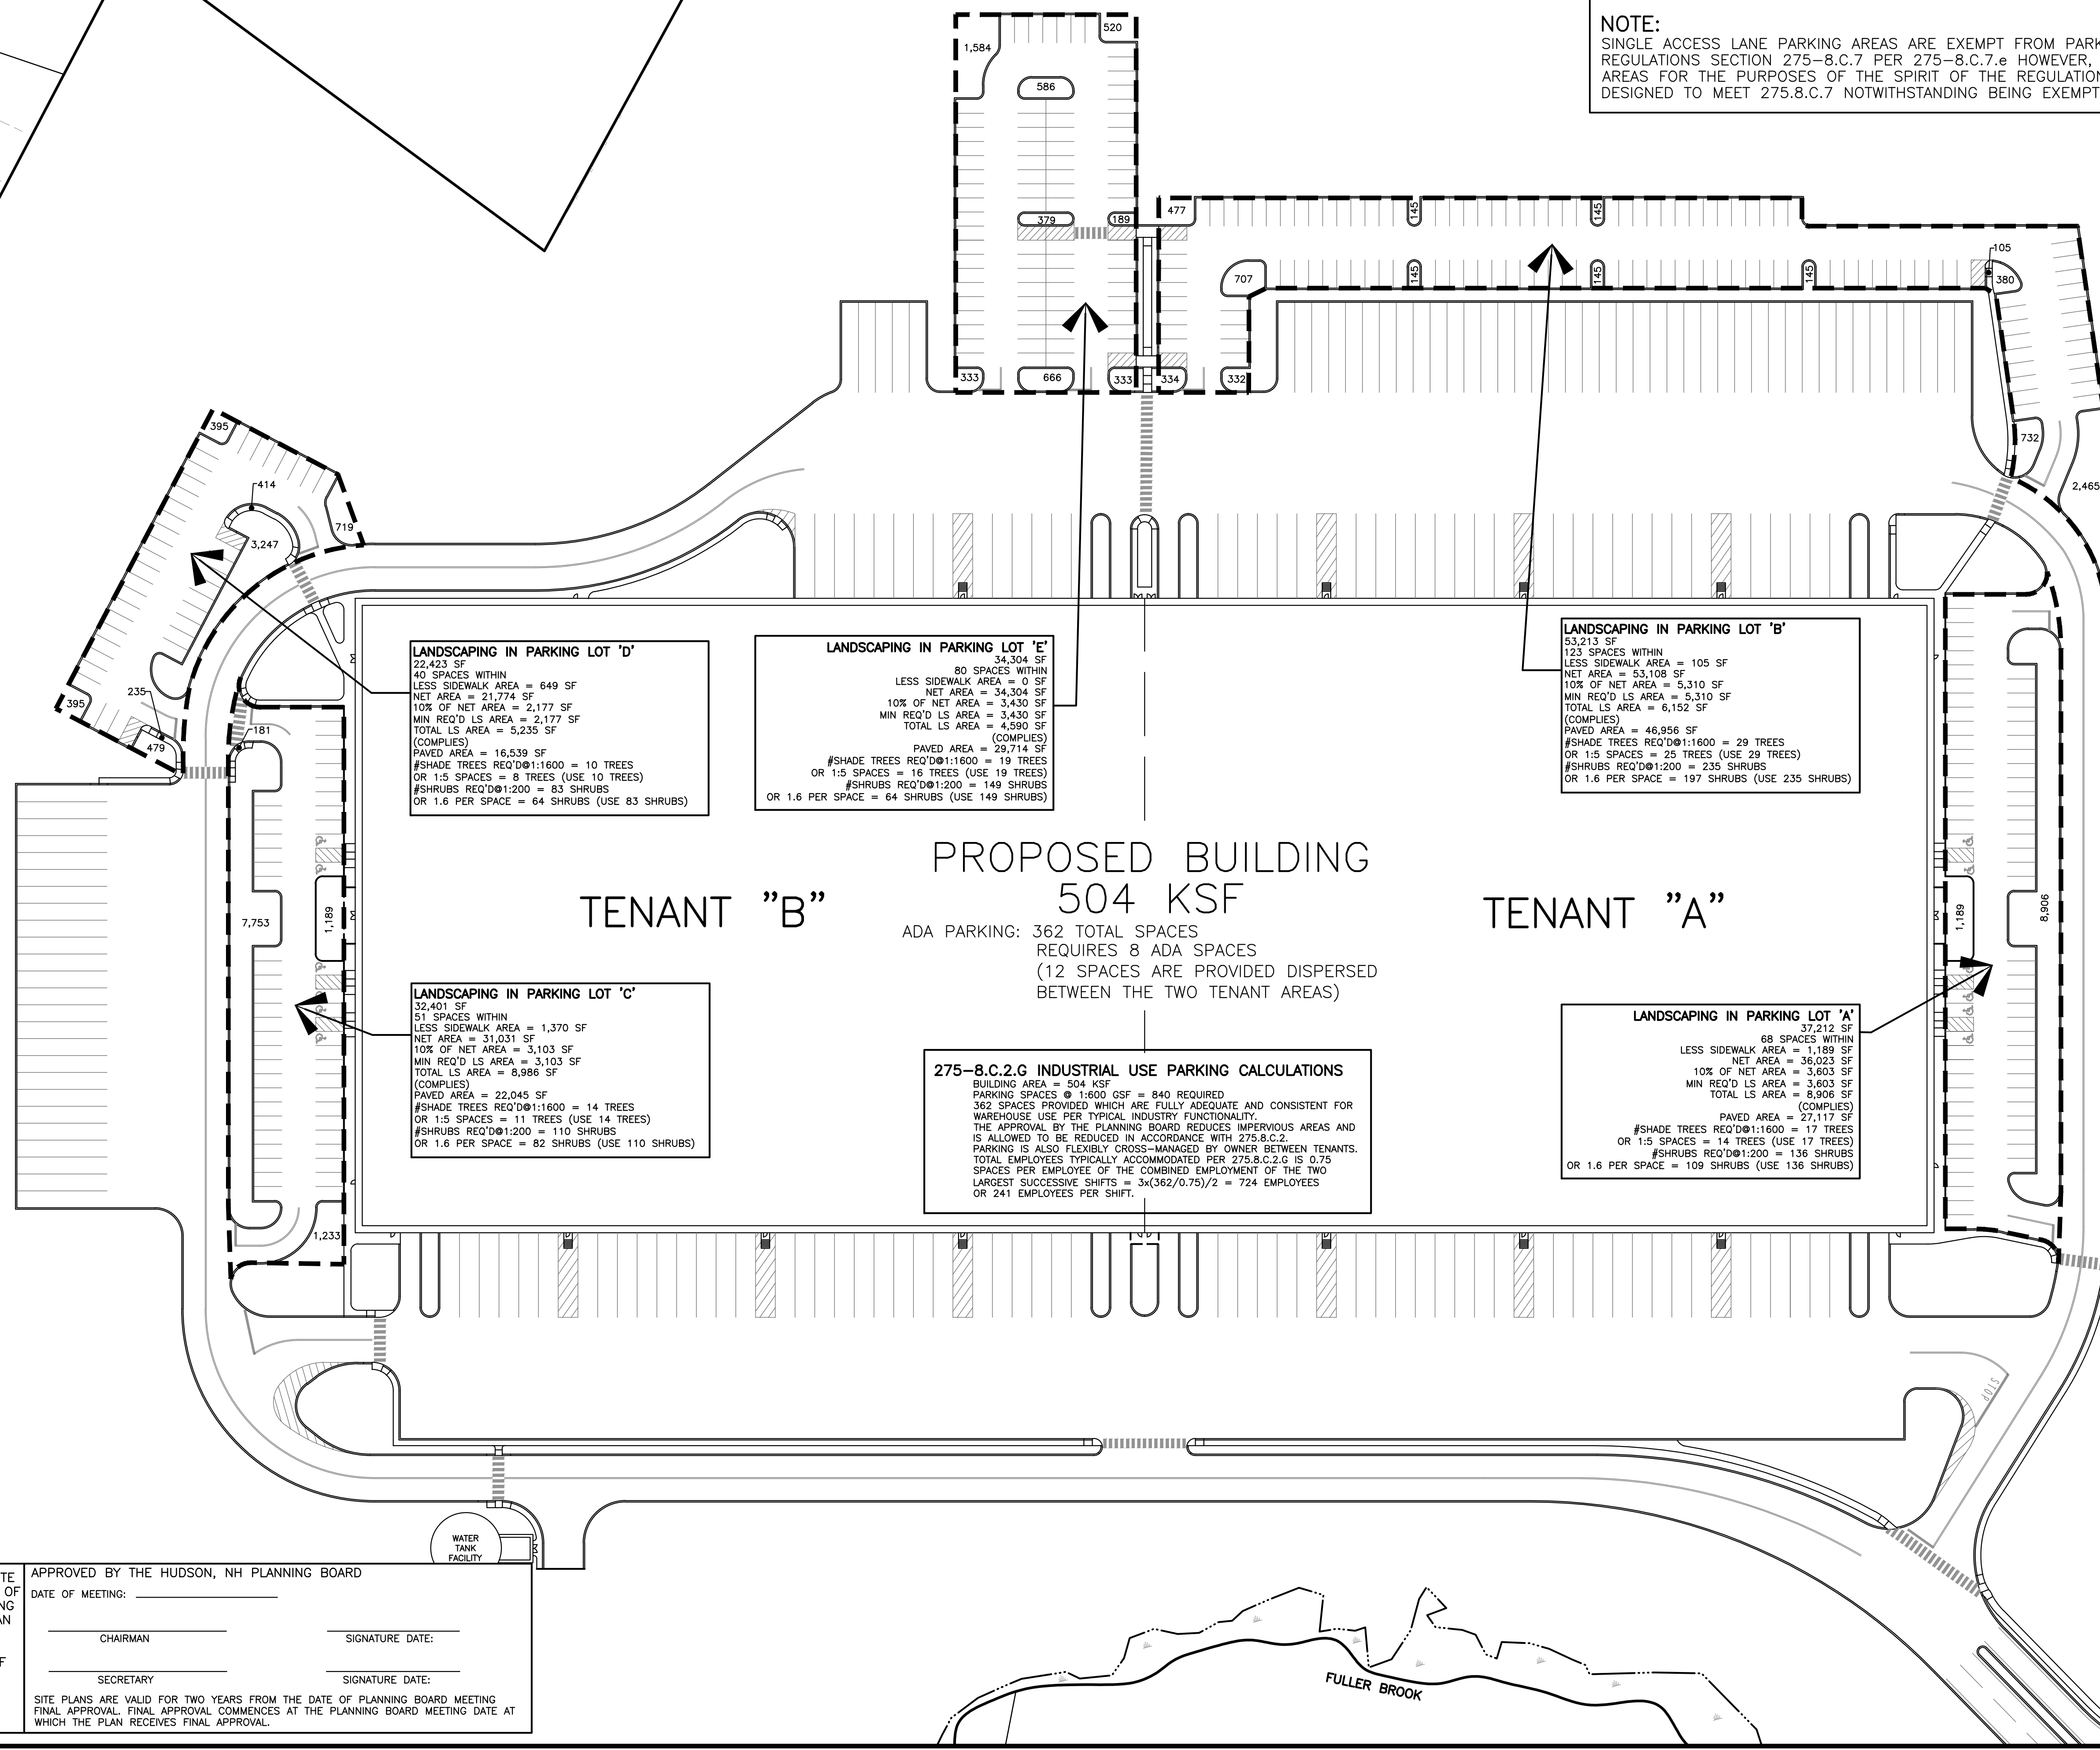 NOTE:
SINGLE ACCESS LANE PARKING AREAS ARE EXEMPT FROM
REGULATIONS SECTION 275-8.C.7 PER 275-8.C.7.e HOWEVER,
AREAS FOR THE PURPOSES OF THE SPIRIT OF THE
DESIGNED TO MEET 275.8.C.7 NOTWITHSTANDING BEING EXEMPT
1,584
520
586
379
189
333
666
333
477
145
145
145
145
145
707
334
332
105
380
732
2,465
395
414
719
3,247
235
395
479
181
7,753
1,189
1,233
1,189
8,906
LANDSCAPING IN PARKING LOT 'D'
22,423 SF
40 SPACES WITHIN
LESS SIDEWALK AREA = 649 SF
NET AREA = 21,774 SF
10% OF NET AREA = 2,177 SF
MIN REQ'D LS AREA = 2,177 SF
TOTAL LS AREA = 5,235 SF
(COMPLIES)
PAVED AREA = 16,539 SF
#SHADE TREES REQ'D@1:1600 = 10 TREES
OR 1:5 SPACES = 8 TREES (USE 10 TREES)
#SHRUBS REQ'D@1:200 = 83 SHRUBS
OR 1.6 PER SPACE = 64 SHRUBS (USE 83 SHRUBS)
LANDSCAPING IN PARKING LOT 'E'
34,304 SF
80 SPACES WITHIN
LESS SIDEWALK AREA = 0 SF
NET AREA = 34,304 SF
10% OF NET AREA = 3,430 SF
MIN REQ'D LS AREA = 3,430 SF
TOTAL LS AREA = 4,590 SF
(COMPLIES)
PAVED AREA = 29,714 SF
#SHADE TREES REQ'D@1:1600 = 19 TREES
OR 1:5 SPACES = 16 TREES (USE 19 TREES)
#SHRUBS REQ'D@1:200 = 149 SHRUBS
OR 1.6 PER SPACE = 64 SHRUBS (USE 149 SHRUBS)
LANDSCAPING IN PARKING LOT 'B'
53,213 SF
123 SPACES WITHIN
LESS SIDEWALK AREA = 105 SF
NET AREA = 53,108 SF
10% OF NET AREA = 5,310 SF
MIN REQ'D LS AREA = 5,310 SF
TOTAL LS AREA = 6,152 SF
(COMPLIES)
PAVED AREA = 46,956 SF
#SHADE TREES REQ'D@1:1600 = 29 TREES
OR 1:5 SPACES = 25 TREES (USE 29 TREES)
#SHRUBS REQ'D@1:200 = 235 SHRUBS
OR 1.6 PER SPACE = 197 SHRUBS (USE 235 SHRUBS)
PROPOSED BUILDING
504 KSF
TENANT "B"
TENANT "A"
ADA PARKING: 362 TOTAL SPACES
REQUIRES 8 ADA SPACES
(12 SPACES ARE PROVIDED DISPERSED
BETWEEN THE TWO TENANT AREAS)
LANDSCAPING IN PARKING LOT 'C'
32,401 SF
51 SPACES WITHIN
LESS SIDEWALK AREA = 1,370 SF
NET AREA = 31,031 SF
10% OF NET AREA = 3,103 SF
MIN REQ'D LS AREA = 3,103 SF
TOTAL LS AREA = 8,986 SF
(COMPLIES)
PAVED AREA = 22,045 SF
#SHADE TREES REQ'D@1:1600 = 14 TREES
OR 1:5 SPACES = 11 TREES (USE 14 TREES)
#SHRUBS REQ'D@1:200 = 110 SHRUBS
OR 1.6 PER SPACE = 82 SHRUBS (USE 110 SHRUBS)
275-8.C.2.G INDUSTRIAL USE PARKING CALCULATIONS
BUILDING AREA = 504 KSF
PARKING SPACES @ 1:600 GSF = 840 REQUIRED
362 SPACES PROVIDED WHICH ARE FULLY ADEQUATE AND CONSISTENT FOR
WAREHOUSE USE PER TYPICAL INDUSTRY FUNCTIONALITY.
THE APPROVAL BY THE PLANNING BOARD REDUCES IMPERVIOUS AREAS AND
IS ALLOWED TO BE REDUCED IN ACCORDANCE WITH 275.8.C.2.
PARKING IS ALSO FLEXIBLY CROSS-MANAGED BY OWNER BETWEEN TENANTS.
TOTAL EMPLOYEES TYPICALLY ACCOMMODATED PER 275.8.C.2.G IS 0.75
SPACES PER EMPLOYEE OF THE COMBINED EMPLOYMENT OF THE TWO
LARGEST SUCCESSIVE SHIFTS = 3x(362/0.75)/2 = 724 EMPLOYEES
OR 241 EMPLOYEES PER SHIFT.
LANDSCAPING IN PARKING LOT 'A'
37,212 SF
68 SPACES WITHIN
LESS SIDEWALK AREA = 1,189 SF
NET AREA = 36,023 SF
10% OF NET AREA = 3,603 SF
MIN REQ'D LS AREA = 3,603 SF
TOTAL LS AREA = 8,906 SF
(COMPLIES)
PAVED AREA = 27,117 SF
#SHADE TREES REQ'D@1:1600 = 17 TREES
OR 1:5 SPACES = 14 TREES (USE 17 TREES)
#SHRUBS REQ'D@1:200 = 136 SHRUBS
OR 1.6 PER SPACE = 109 SHRUBS (USE 136 SHRUBS)
STOP
WATER
TANK
FACILITY
FULLER BROOK
OF
APPROVED BY THE HUDSON, NH PLANNING BOARD
DATE OF MEETING:
CHAIRMAN
SIGNATURE DATE:
SECRETARY
SIGNATURE DATE:
SITE PLANS ARE VALID FOR TWO YEARS FROM THE DATE OF PLANNING BOARD MEETING
FINAL APPROVAL. FINAL APPROVAL COMMENCES AT THE PLANNING BOARD MEETING DATE AT
WHICH THE PLAN RECEIVES FINAL APPROVAL.